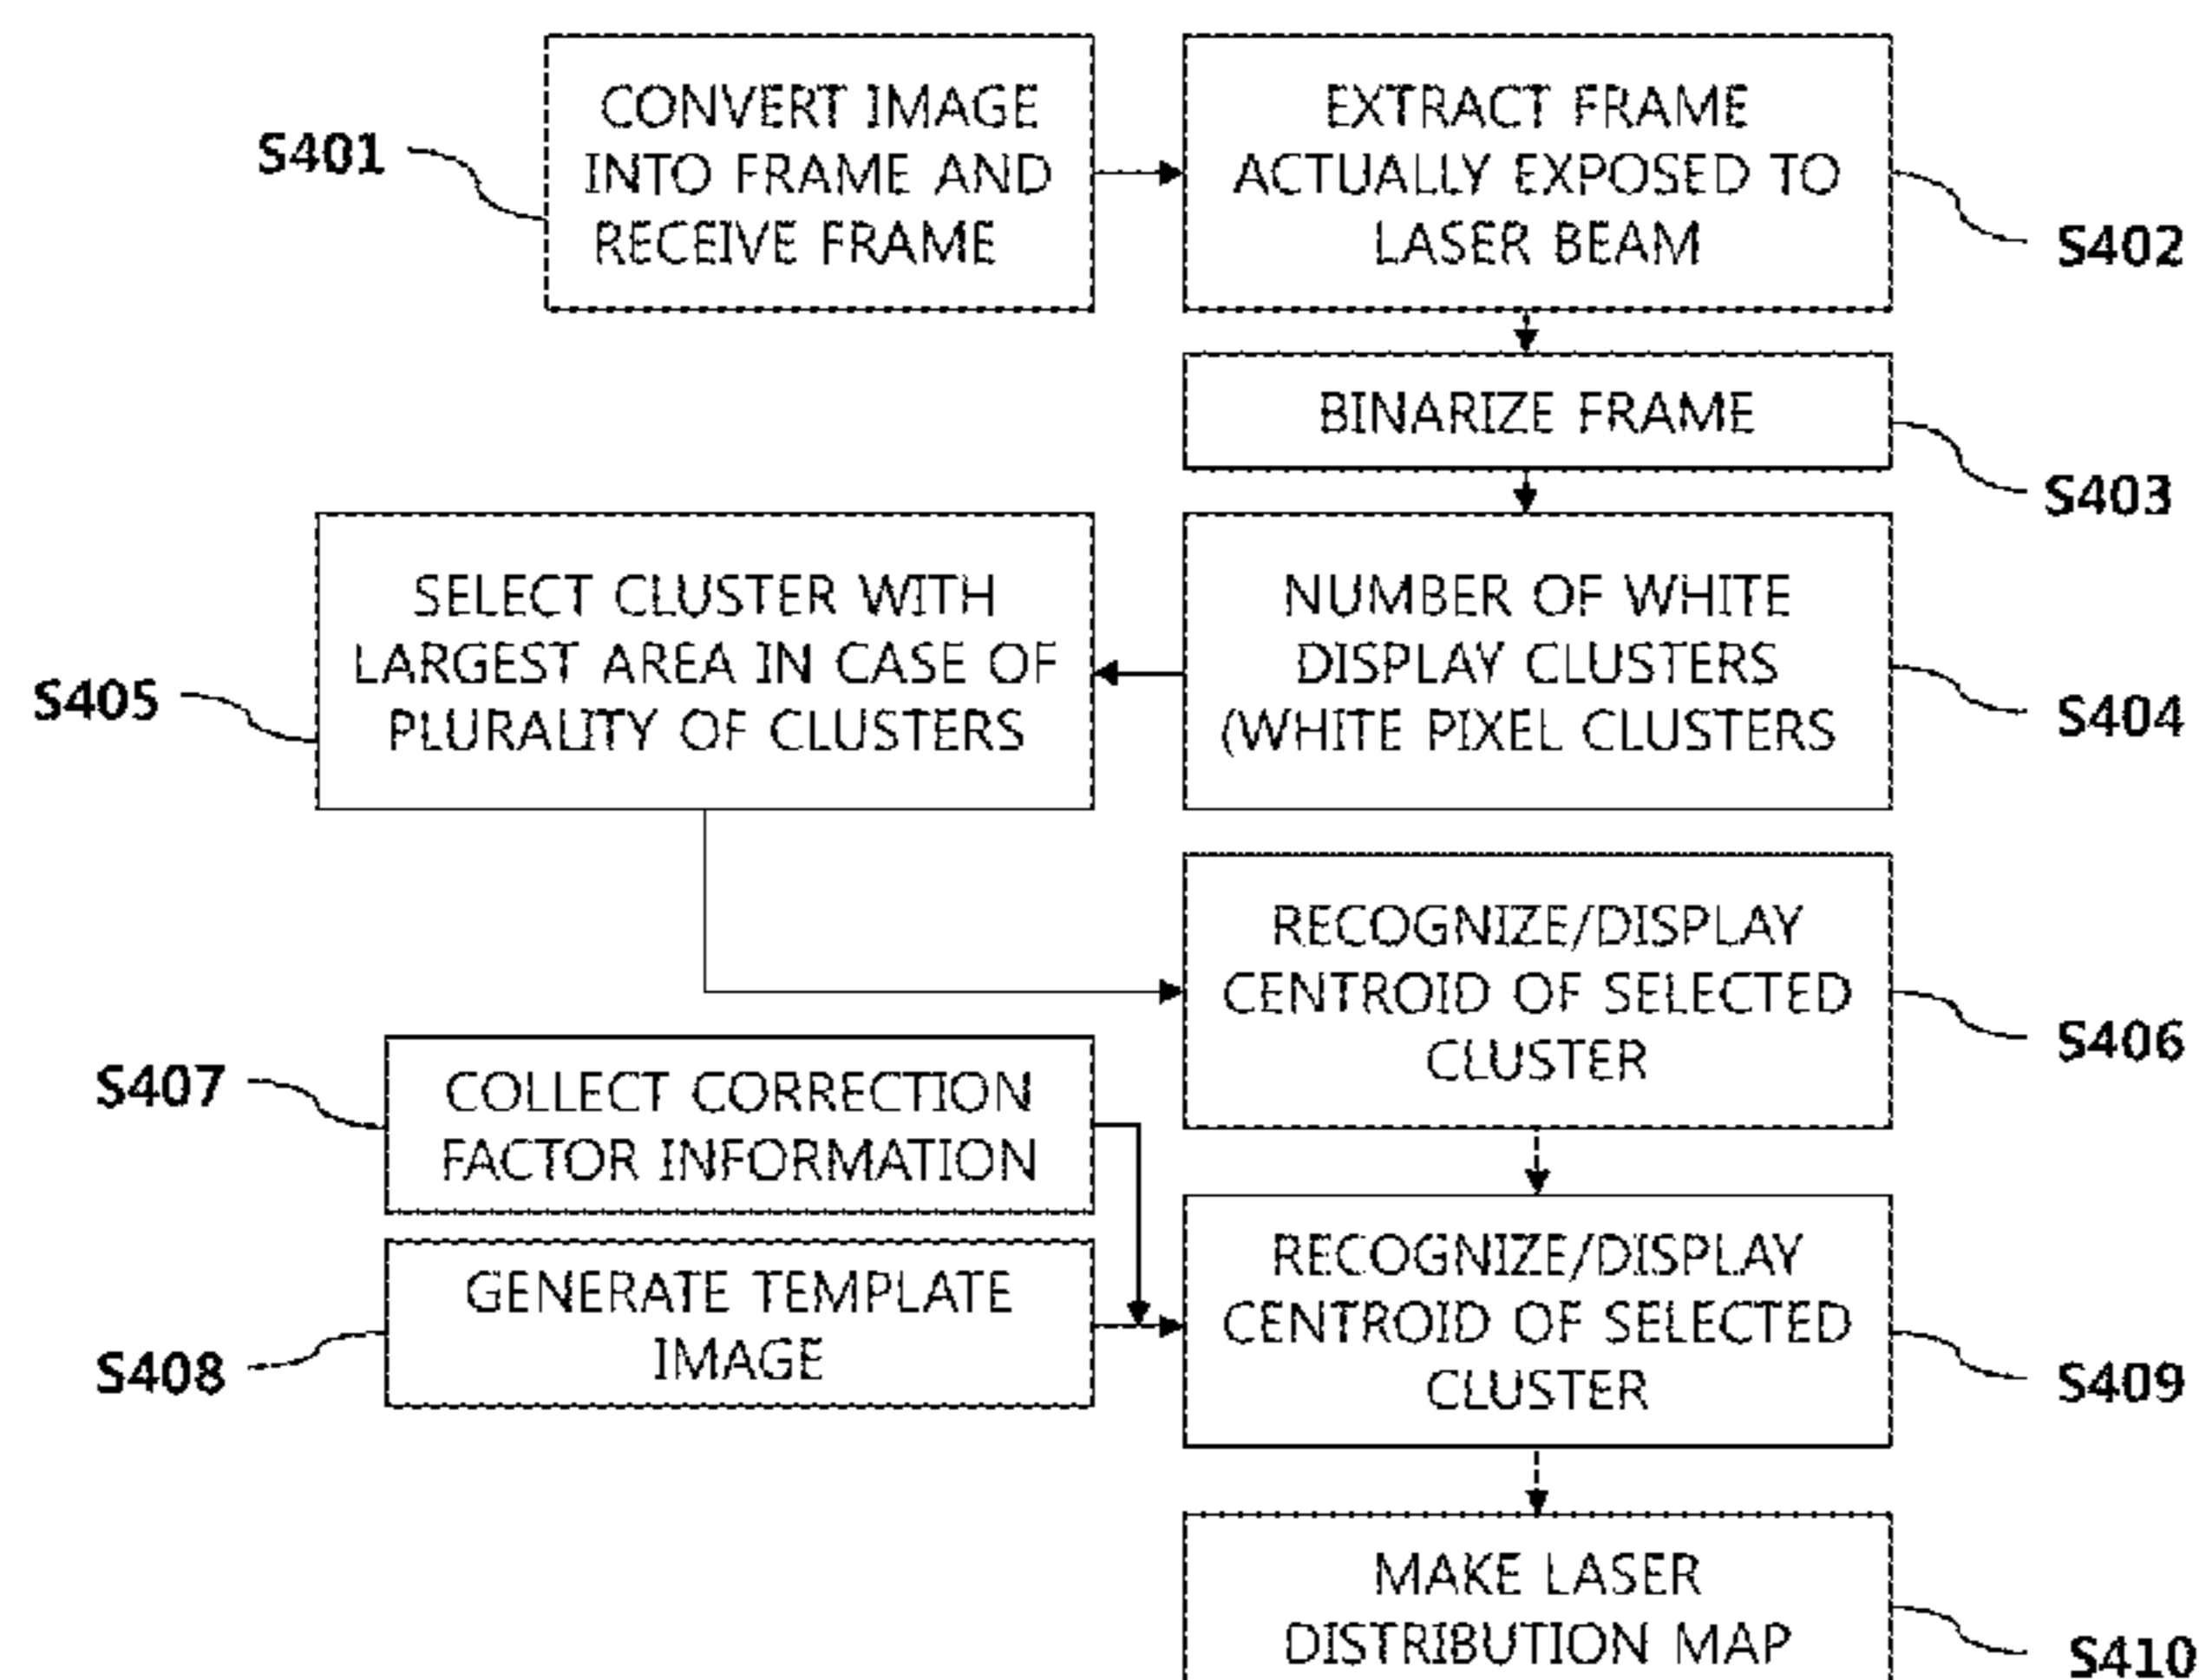 S401
CONVERT IMAGE
INTO FRAME AND
RECEIVE FRAME
EXTRACT FRAME
ACTUALLY EXPOSED TO
LASER BEAM
S402
BINARIZE FRAME
S403
NUMBER OF WHITE
DISPLAY CLUSTERS
(WHITE PIXEL CLUSTERS
S404
S405
SELECT CLUSTER WITH
LARGEST AREA IN CASE OF
PLURALITY OF CLUSTERS
RECOGNIZE/DISPLAY
CENTROID OF SELECTED
CLUSTER
S406
S407
COLLECT CORRECTION
FACTOR INFORMATION
S408
GENERATE TEMPLATE
IMAGE
RECOGNIZE/DISPLAY
CENTROID OF SELECTED
CLUSTER
S409
MAKE LASER
DISTRIBUTION MAP
S410